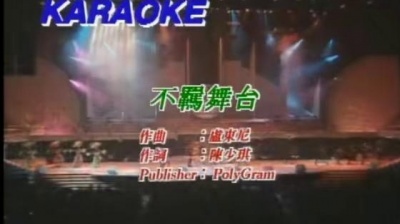 KARAOKE
不羈舞台
作曲 : 盧東尼
作詞 : 陳少琪
Publisher : PolyGram